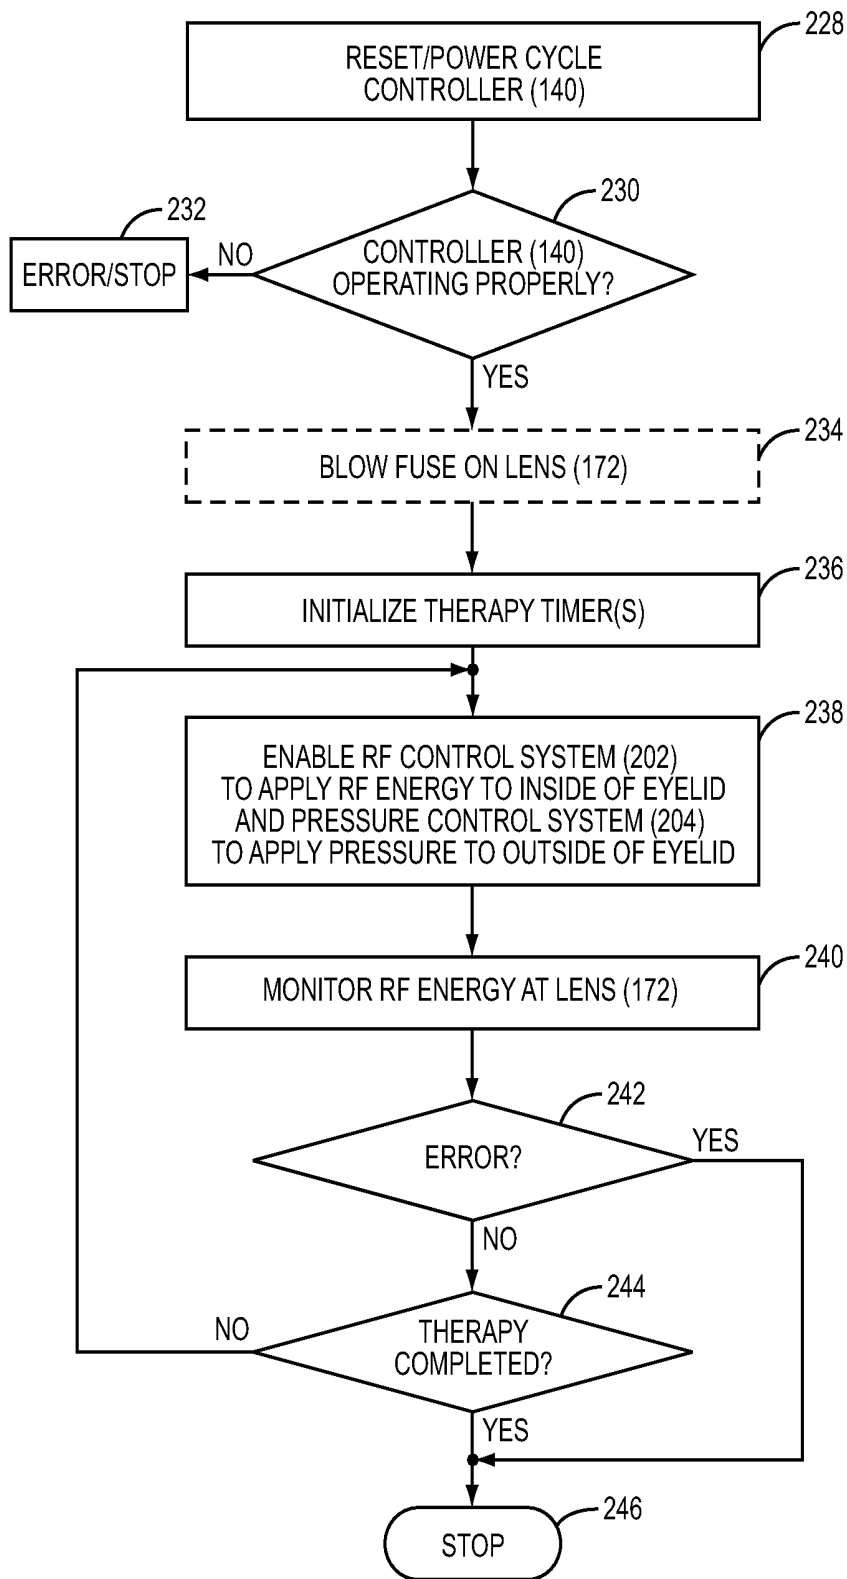 228
RESET/POWER CYCLE
CONTROLLER (140)
230
232
CONTROLLER (140)
OPERATING PROPERLY?
NO
ERROR/STOP
YES
234
BLOW FUSE ON LENS (172)
236
INITIALIZE THERAPY TIMER(S)
238
ENABLE RF CONTROL SYSTEM (202)
TO APPLY RF ENERGY TO INSIDE OF EYELID
AND PRESSURE CONTROL SYSTEM (204)
TO APPLY PRESSURE TO OUTSIDE OF EYELID
240
MONITOR RF ENERGY AT LENS (172)
242
ERROR?
YES
NO
244
NO
THERAPY
COMPLETED?
YES
246
STOP